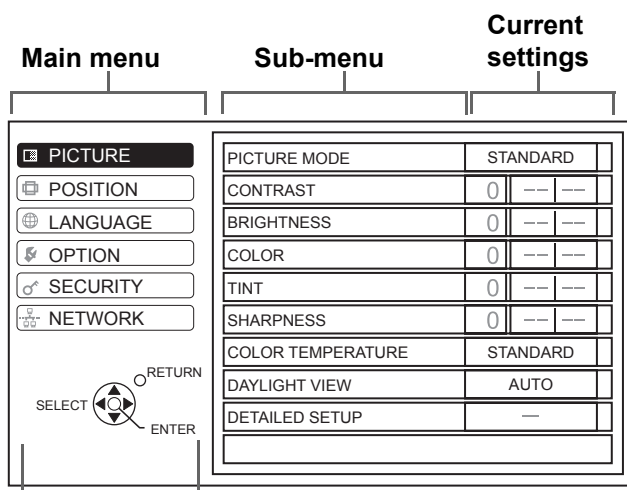 Main menu
Sub-menu
Current
settings
PICTURE
POSITION
LANGUAGE
OPTION
SECURITY
NETWORK
RETURN
SELECT
ENTER
PICTURE MODE STANDARD
CONTRAST 0
BRIGHTNESS 0
COLOR 0
TINT 0
SHARPNESS 0
COLOR TEMPERATURE STANDARD
DAYLIGHT VIEW AUTO
DETAILED SETUP —